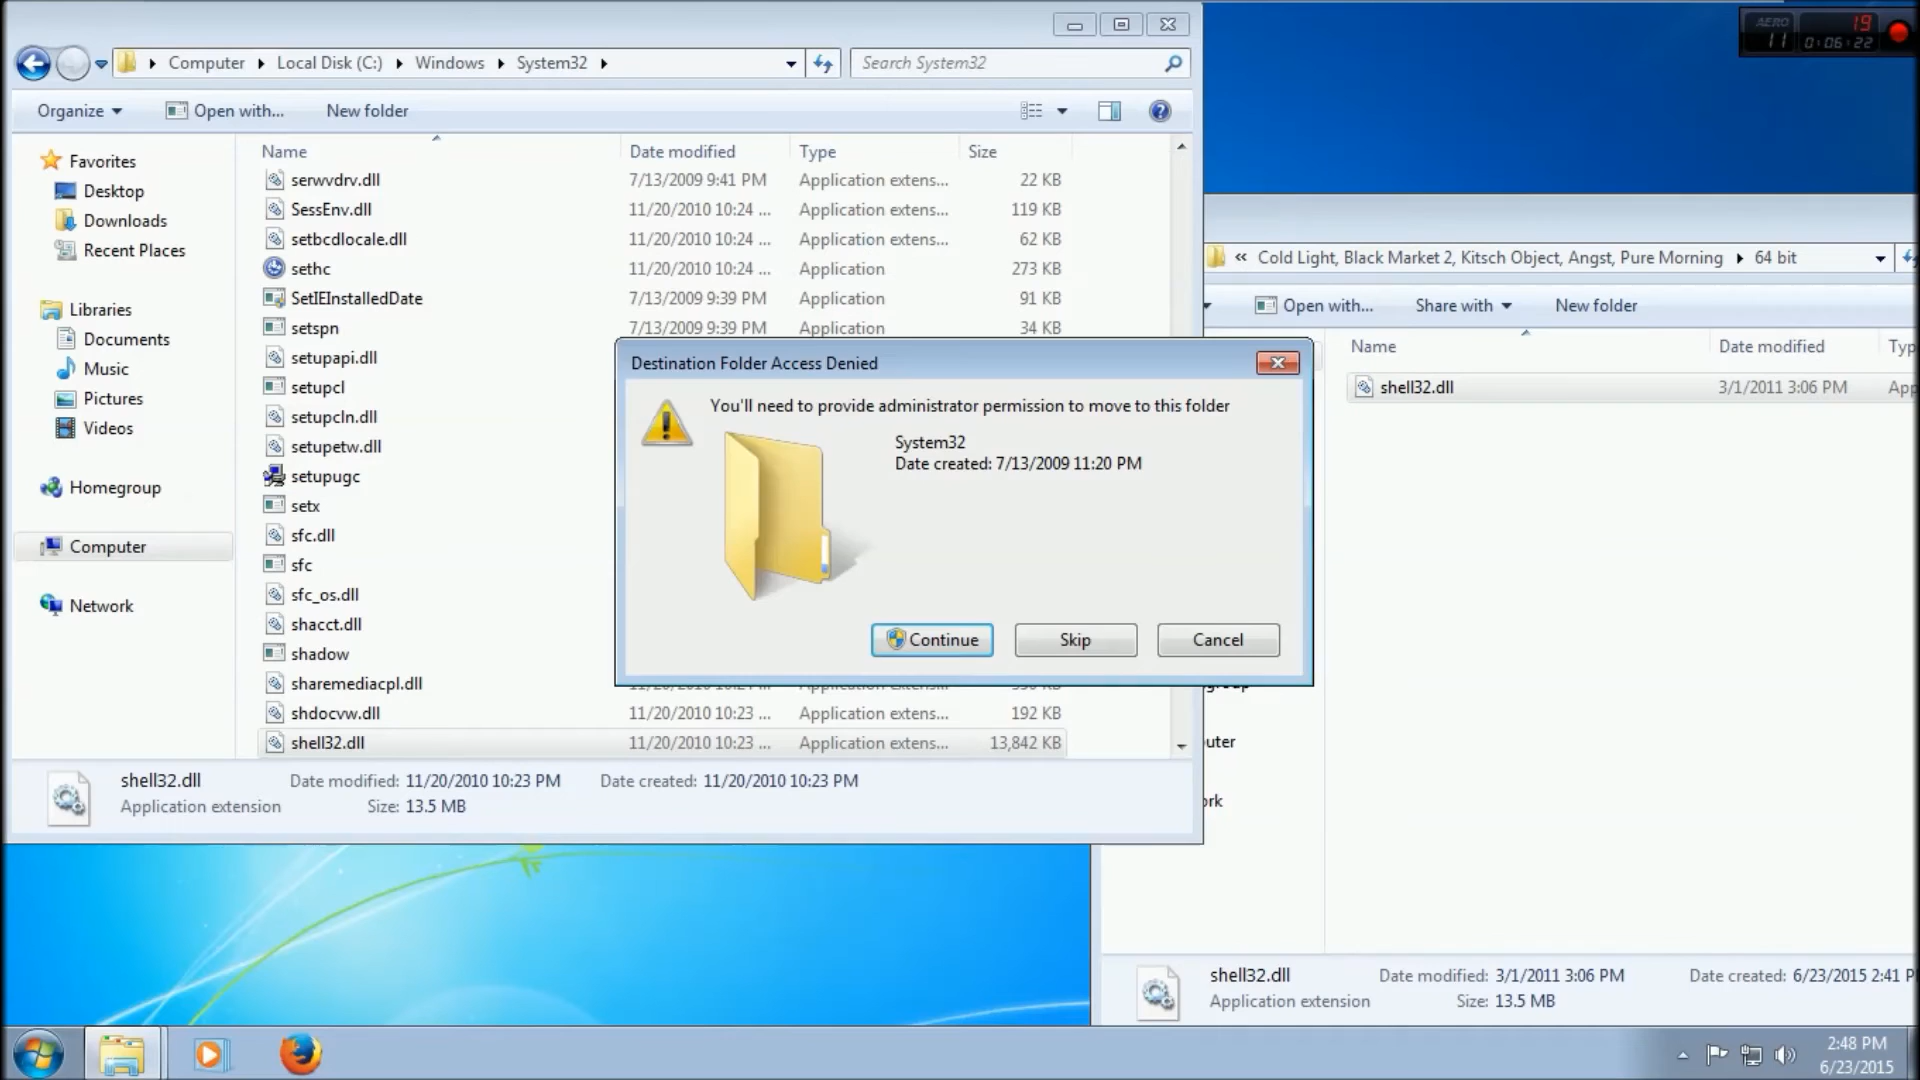 AERO
11
19
0:06:22
Computer Local Disk (C:) Windows System32
Search System32
Organize Open with... New folder
Name Date modified Type Size
Favorites
Desktop
Downloads
Recent Places
Libraries
Documents
Music
Pictures
Videos
Homegroup
Computer
Network
serwvdrv.dll 7/13/2009 9:41 PM Application extens... 22 KB
SessEnv.dll 11/20/2010 10:24 ... Application extens... 119 KB
setbcdlocale.dll 11/20/2010 10:24 ... Application extens... 62 KB
sethc 11/20/2010 10:24 ... Application 273 KB
SetIEInstalledDate 7/13/2009 9:39 PM Application 91 KB
setspn 7/13/2009 9:39 PM Application 34 KB
setupapi.dll
setupcl
setupcln.dll
setupetw.dll
setupugc
setx
sfc.dll
sfc
sfc_os.dll
shacct.dll
shadow
sharemediacpl.dll
shdocvw.dll 11/20/2010 10:23 ... Application extens... 192 KB
shell32.dll 11/20/2010 10:23 ... Application extens... 13,842 KB
shell32.dll Date modified: 11/20/2010 10:23 PM Date created: 11/20/2010 10:23 PM
Application extension Size: 13.5 MB
Destination Folder Access Denied
You'll need to provide administrator permission to move to this folder
System32
Date created: 7/13/2009 11:20 PM
Continue Skip Cancel
« Cold Light, Black Market 2, Kitsch Object, Angst, Pure Morning 64 bit
Open with... Share with New folder
Name Date modified Typ
shell32.dll 3/1/2011 3:06 PM App
uter
rk
shell32.dll Date modified: 3/1/2011 3:06 PM Date created: 6/23/2015 2:41 P
Application extension Size: 13.5 MB
2:48 PM
6/23/2015